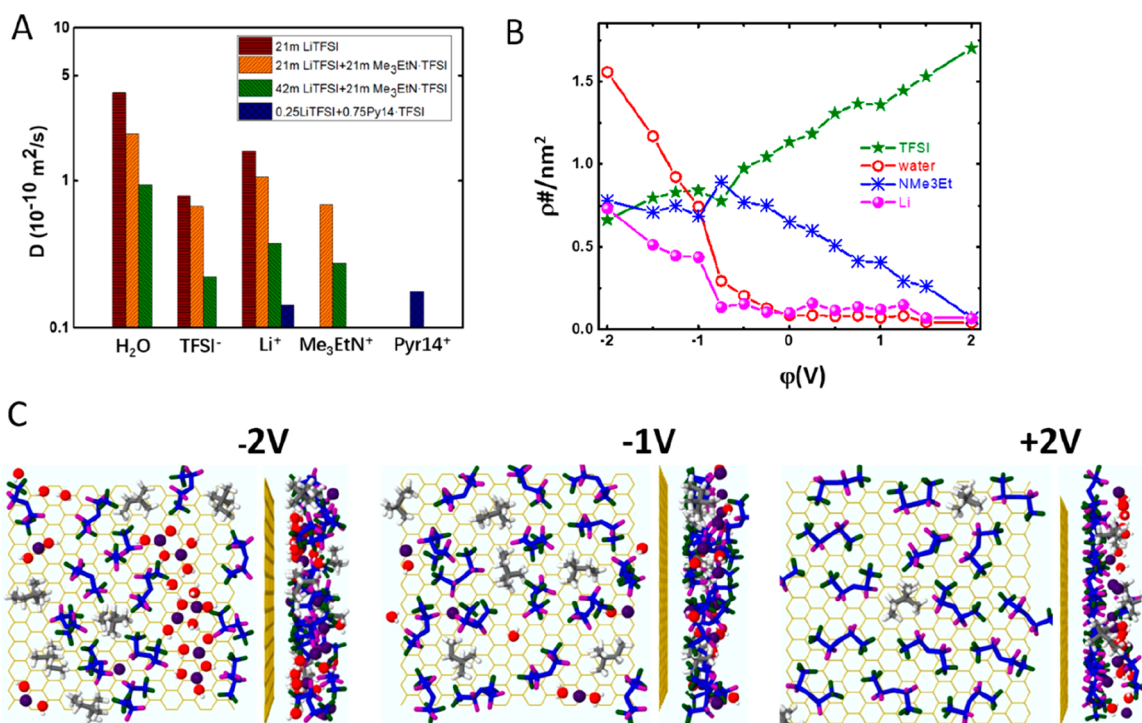 A
10
5
1
0.1
D (10⁻¹⁰ m²/s)
21m LiTFSI
21m LiTFSI+21m Me₃EtN·TFSI
42m LiTFSI+21m Me₃EtN·TFSI
0.25LiTFSI+0.75Py14·TFSI
H₂O TFSI⁻ Li⁺ Me₃EtN⁺ Pyr14⁺
B
1.5
1.0
0.5
0.0
ρ#/nm²
TFSI
water
NMe3Et
Li
-2 -1 0 1 2
φ(V)
C
-2V -1V +2V